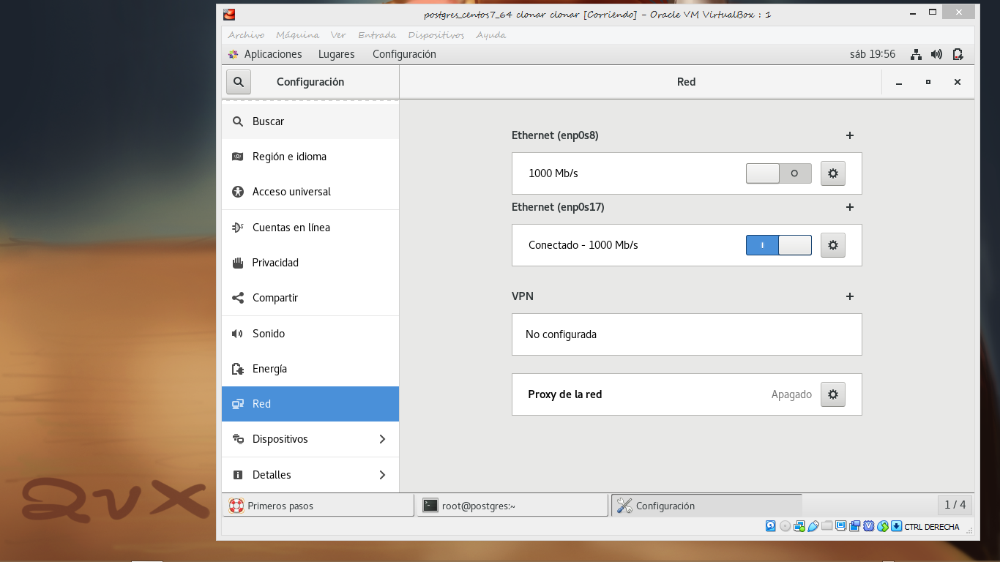 postgres_centos7_64 clonar clonar [Corriendo] - Oracle VM VirtualBox : 1
Archivo Máquina Ver Entrada Dispositivos Ayuda
Aplicaciones Lugares Configuración sáb 19:56
Configuración Red
Buscar
Región e idioma
Acceso universal
Cuentas en línea
Privacidad
Compartir
Sonido
Energía
Red
Dispositivos
Detalles
Ethernet (enp0s8)
1000 Mb/s
Ethernet (enp0s17)
Conectado - 1000 Mb/s
VPN
No configurada
Proxy de la red Apagado
Primeros pasos root@postgres:~ Configuración 1 / 4
CTRL DERECHA